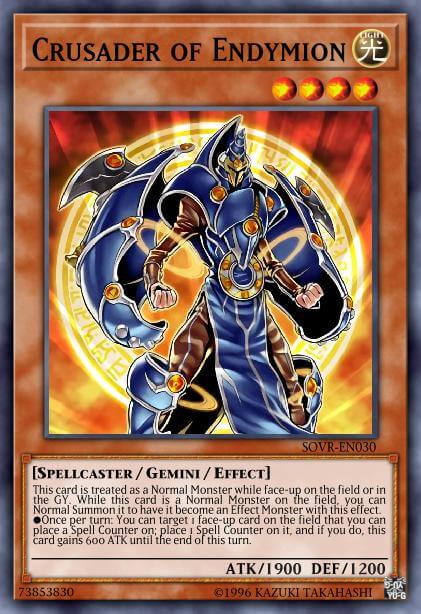 CRUSADER OF ENDYMION
LIGHT
光
SOVR-EN030
[SPELLCASTER / GEMINI / EFFECT]
This card is treated as a Normal Monster while face-up on the field or in
the GY. While this card is a Normal Monster on the field, you can
Normal Summon it to have it become an Effect Monster with this effect.
●Once per turn: You can target 1 face-up card on the field that you can
place a Spell Counter on; place 1 Spell Counter on it, and if you do, this
card gains 600 ATK until the end of this turn.
ATK/1900 DEF/1200
73853830
©1996 KAZUKI TAKAHASHI